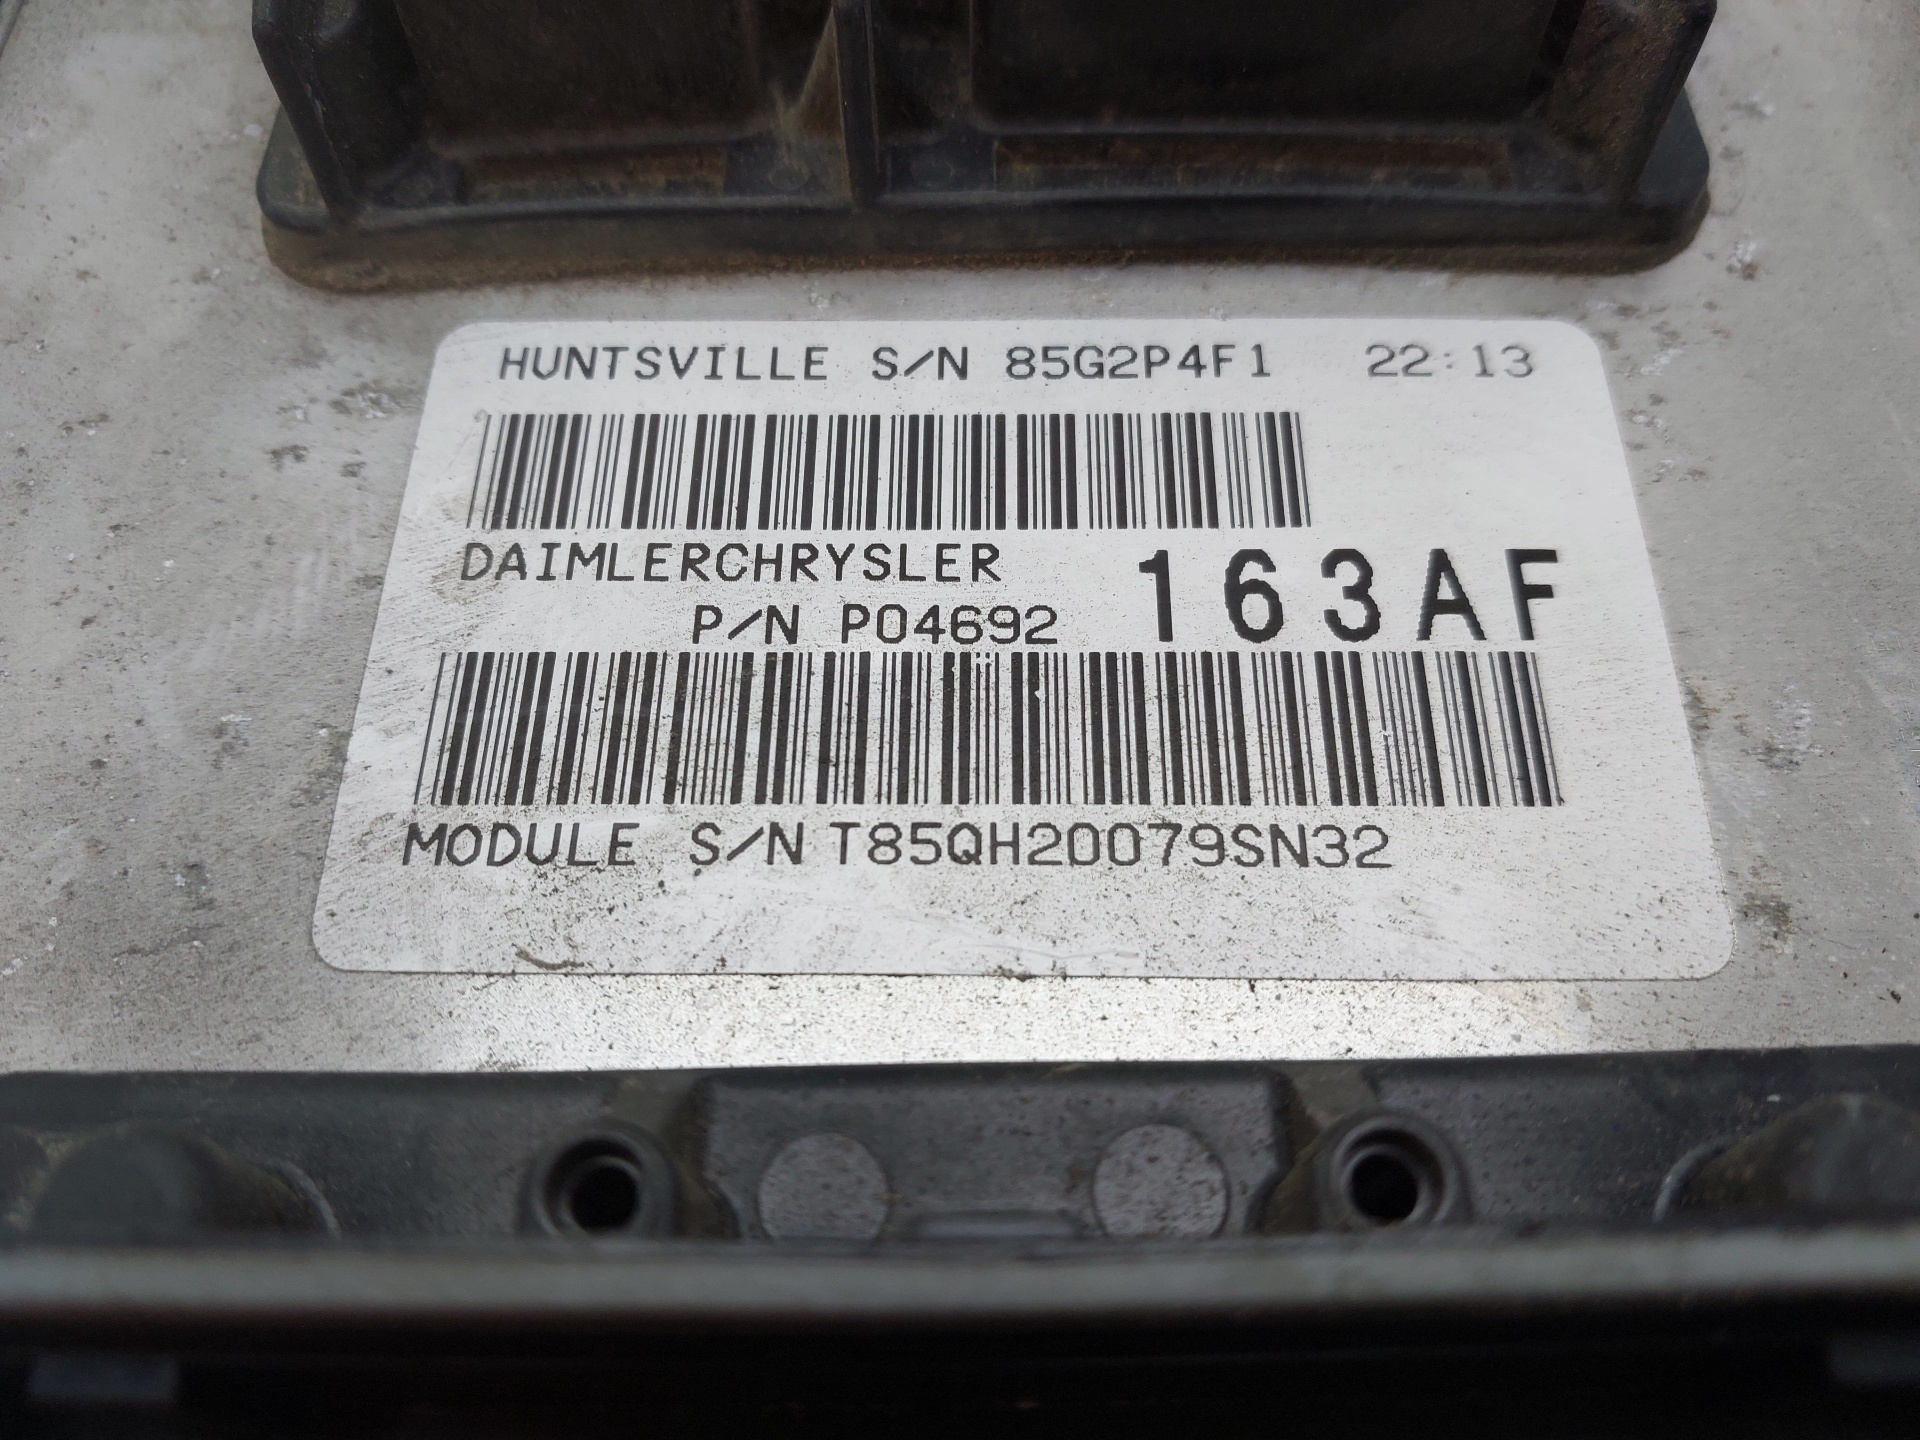 HUNTSVILLE S/N 85G2P4F1 22:13
DAIMLERCHRYSLER
P/N P04692 163AF
MODULE S/N T85QH20079SN32